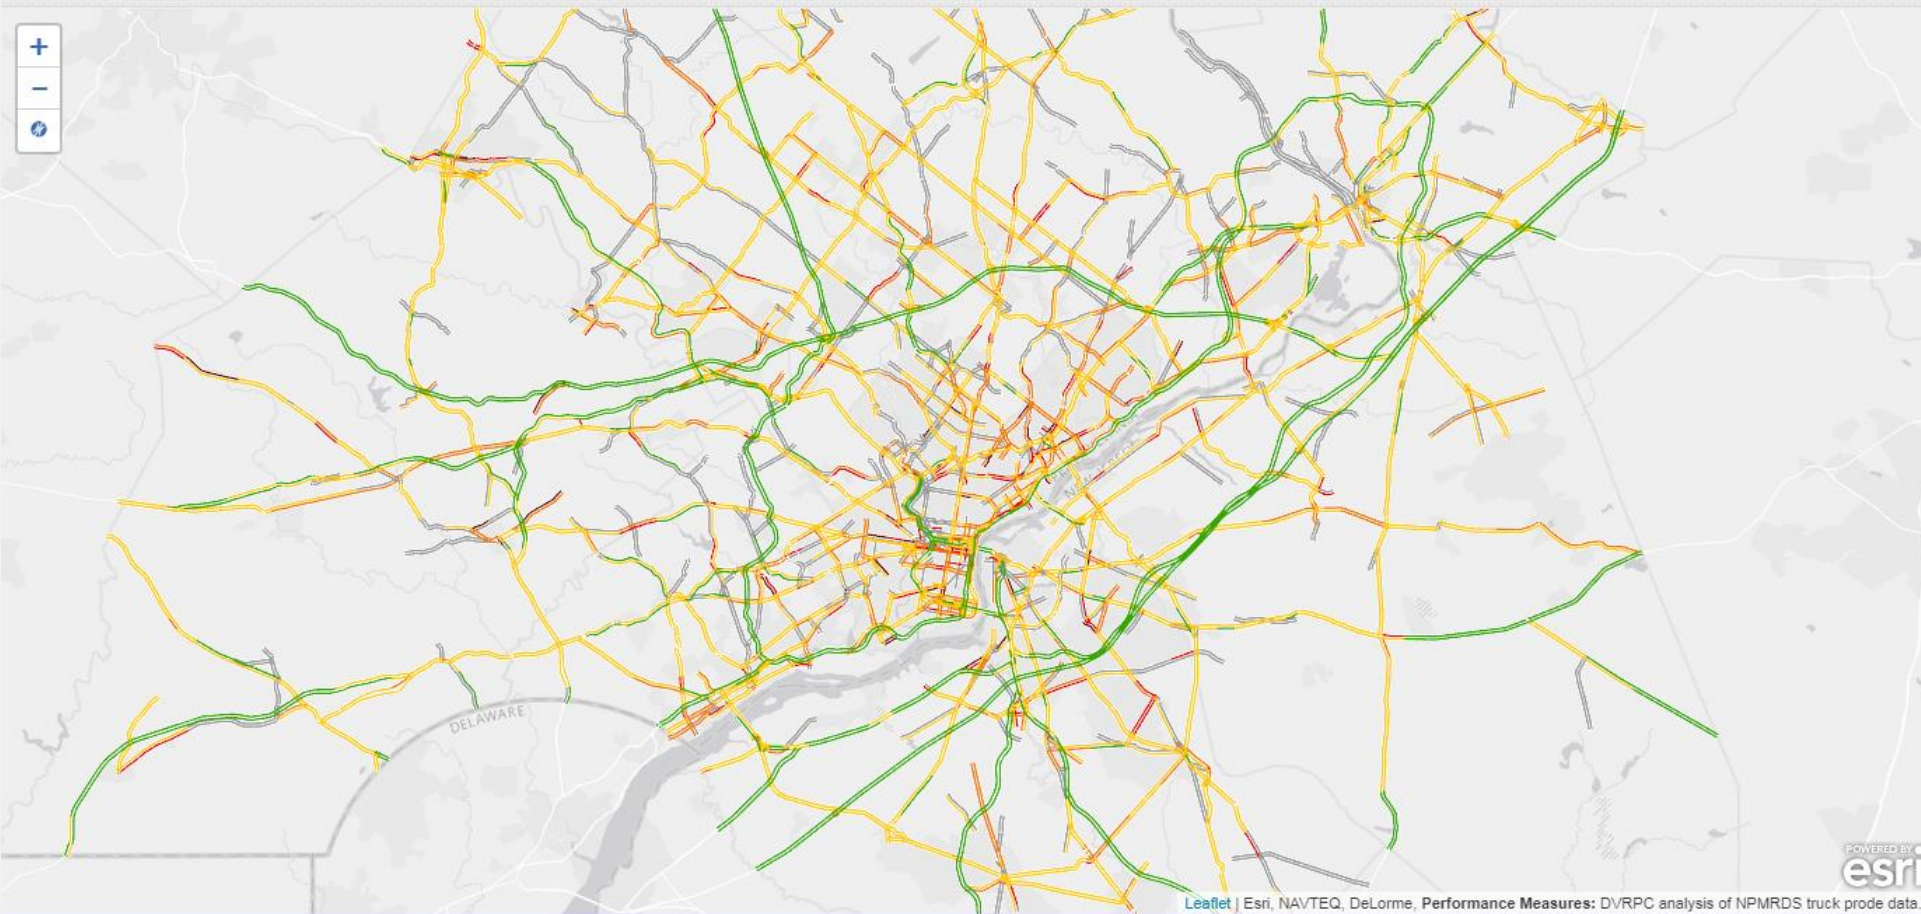 +
−
DELAWARE
POWERED BY
esri
Leaflet | Esri, NAVTEQ, DeLorme, Performance Measures: DVRPC analysis of NPMRDS truck prode data.